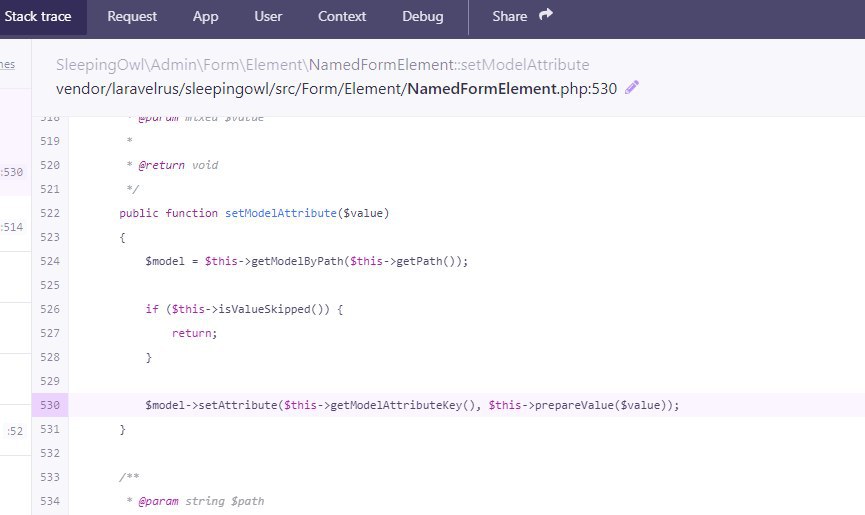 Stack trace Request App User Context Debug Share
nes
SleepingOwl\Admin\Form\Element\NamedFormElement::setModelAttribute
vendor/laravelrus/sleepingowl/src/Form/Element/NamedFormElement.php:530
518 * @param mixed $value
519 *
:530
520 * @return void
521 */
522 public function setModelAttribute($value)
:514
523 {
524 $model = $this->getModelByPath($this->getPath());
525
526 if ($this->isValueSkipped()) {
527 return;
528 }
529
530 $model->setAttribute($this->getModelAttributeKey(), $this->prepareValue($value));
:52
531 }
532
533 /**
534 * @param string $path